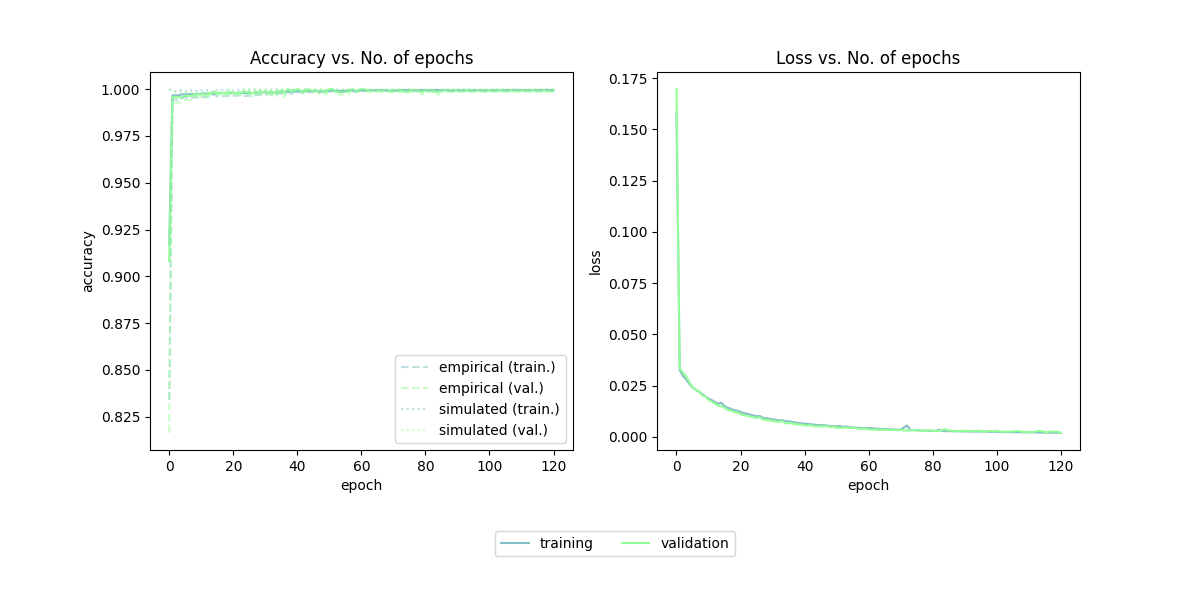 Accuracy vs. No. of epochs
1.000
0.975
0.950
0.925
0.900
0.875
0.850
0.825
accuracy
0 20 40 60 80 100 120
epoch
empirical (train.)
empirical (val.)
simulated (train.)
simulated (val.)
Loss vs. No. of epochs
0.175
0.150
0.125
0.100
0.075
0.050
0.025
0.000
loss
0 20 40 60 80 100 120
epoch
training validation